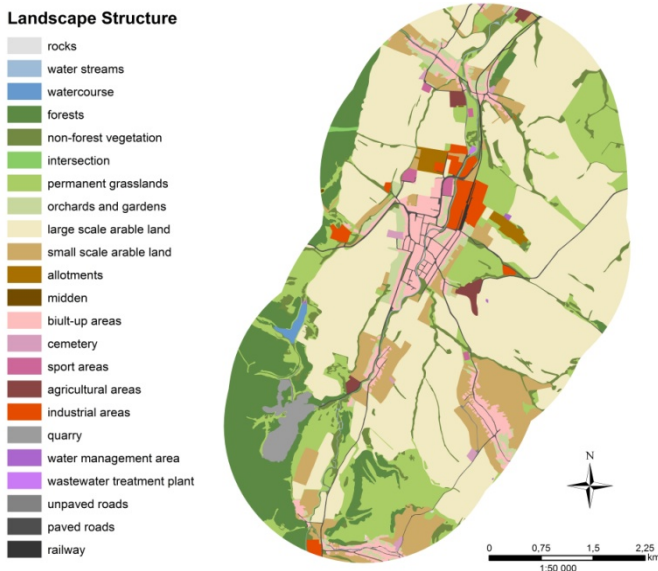 Landscape Structure
rocks
water streams
watercourse
forests
non-forest vegetation
intersection
permanent grasslands
orchards and gardens
large scale arable land
small scale arable land
allotments
midden
biult-up areas
cemetery
sport areas
agricultural areas
industrial areas
quarry
water management area
wastewater treatment plant
unpaved roads
paved roads
railway
N
0 0,75 1,5 2,25
km
1:50 000